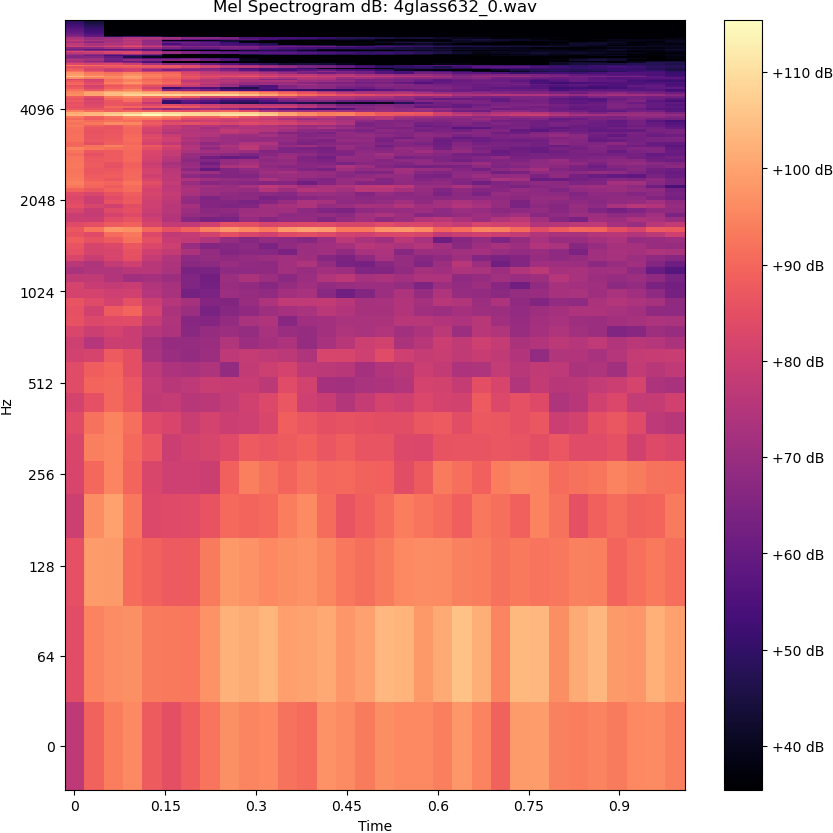 Mel Spectrogram dB: 4glass632_0.wav
Hz
4096
2048
1024
512
256
128
64
0
0
0.15
0.3
0.45
0.6
0.75
0.9
Time
+110 dB
+100 dB
+90 dB
+80 dB
+70 dB
+60 dB
+50 dB
+40 dB